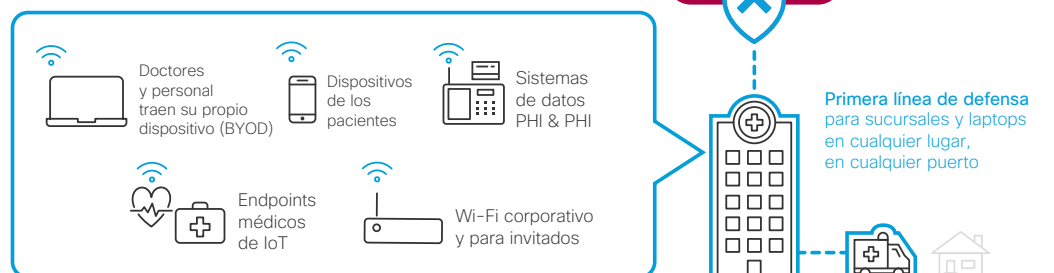 Doctores
y personal
traen su propio
dispositivo (BYOD)
Dispositivos
de los
pacientes
Sistemas
de datos
PHI & PHI
Endpoints
médicos
de IoT
Wi-Fi corporativo
y para invitados
Primera línea de defensa
para sucursales y laptops
en cualquier lugar,
en cualquier puerto